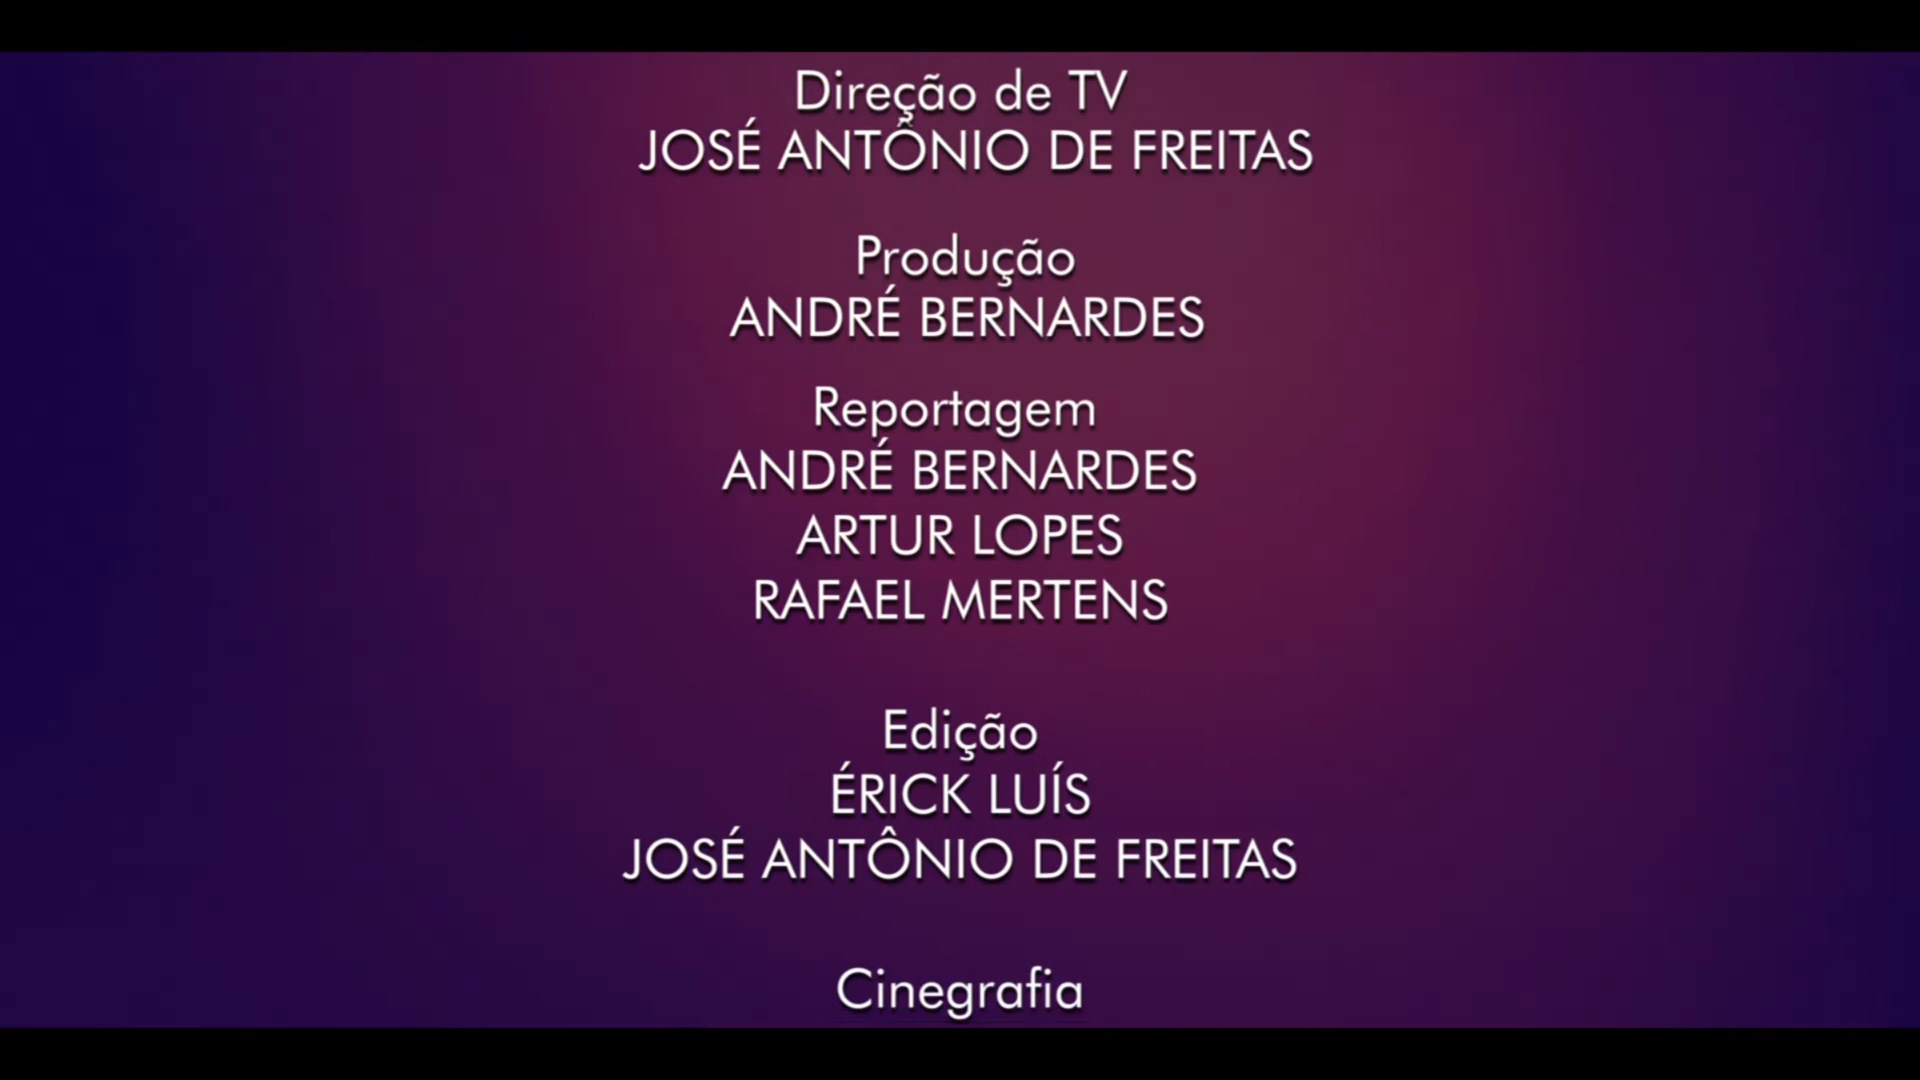 Direção de TV
JOSÉ ANTÔNIO DE FREITAS
Produção
ANDRÉ BERNARDES
Reportagem
ANDRÉ BERNARDES
ARTUR LOPES
RAFAEL MERTENS
Edição
ÉRICK LUÍS
JOSÉ ANTÔNIO DE FREITAS
Cinegrafia